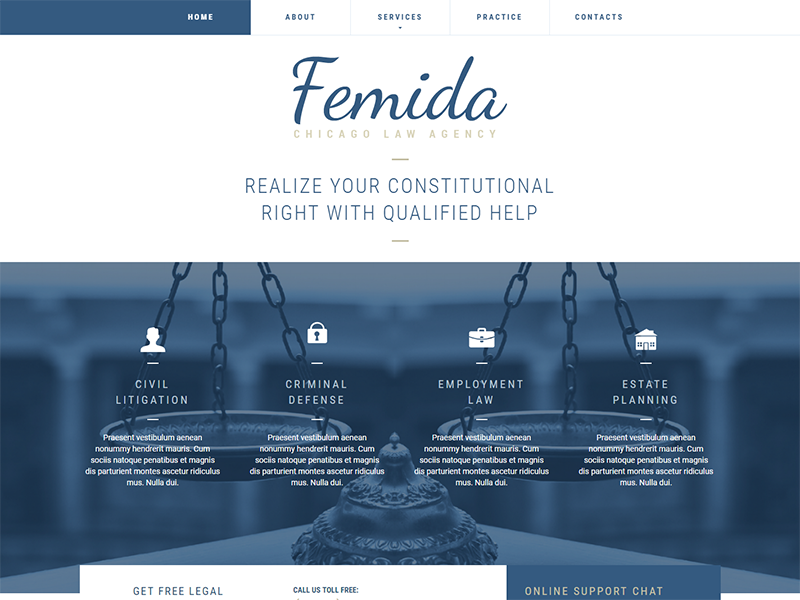 HOME ABOUT SERVICES PRACTICE CONTACTS
Femida
CHICAGO LAW AGENCY
REALIZE YOUR CONSTITUTIONAL
RIGHT WITH QUALIFIED HELP
CIVIL
LITIGATION
Praesent vestibulum aenean
nonummy hendrerit mauris. Cum
sociis natoque penatibus et magnis
dis parturient montes ascetur ridiculus
mus. Nulla dui.
CRIMINAL
DEFENSE
Praesent vestibulum aenean
nonummy hendrerit mauris. Cum
sociis natoque penatibus et magnis
dis parturient montes ascetur ridiculus
mus. Nulla dui.
EMPLOYMENT
LAW
Praesent vestibulum aenean
nonummy hendrerit mauris. Cum
sociis natoque penatibus et magnis
dis parturient montes ascetur ridiculus
mus. Nulla dui.
ESTATE
PLANNING
Praesent vestibulum aenean
nonummy hendrerit mauris. Cum
sociis natoque penatibus et magnis
dis parturient montes ascetur ridiculus
mus. Nulla dui.
GET FREE LEGAL
CALL US TOLL FREE:
ONLINE SUPPORT CHAT